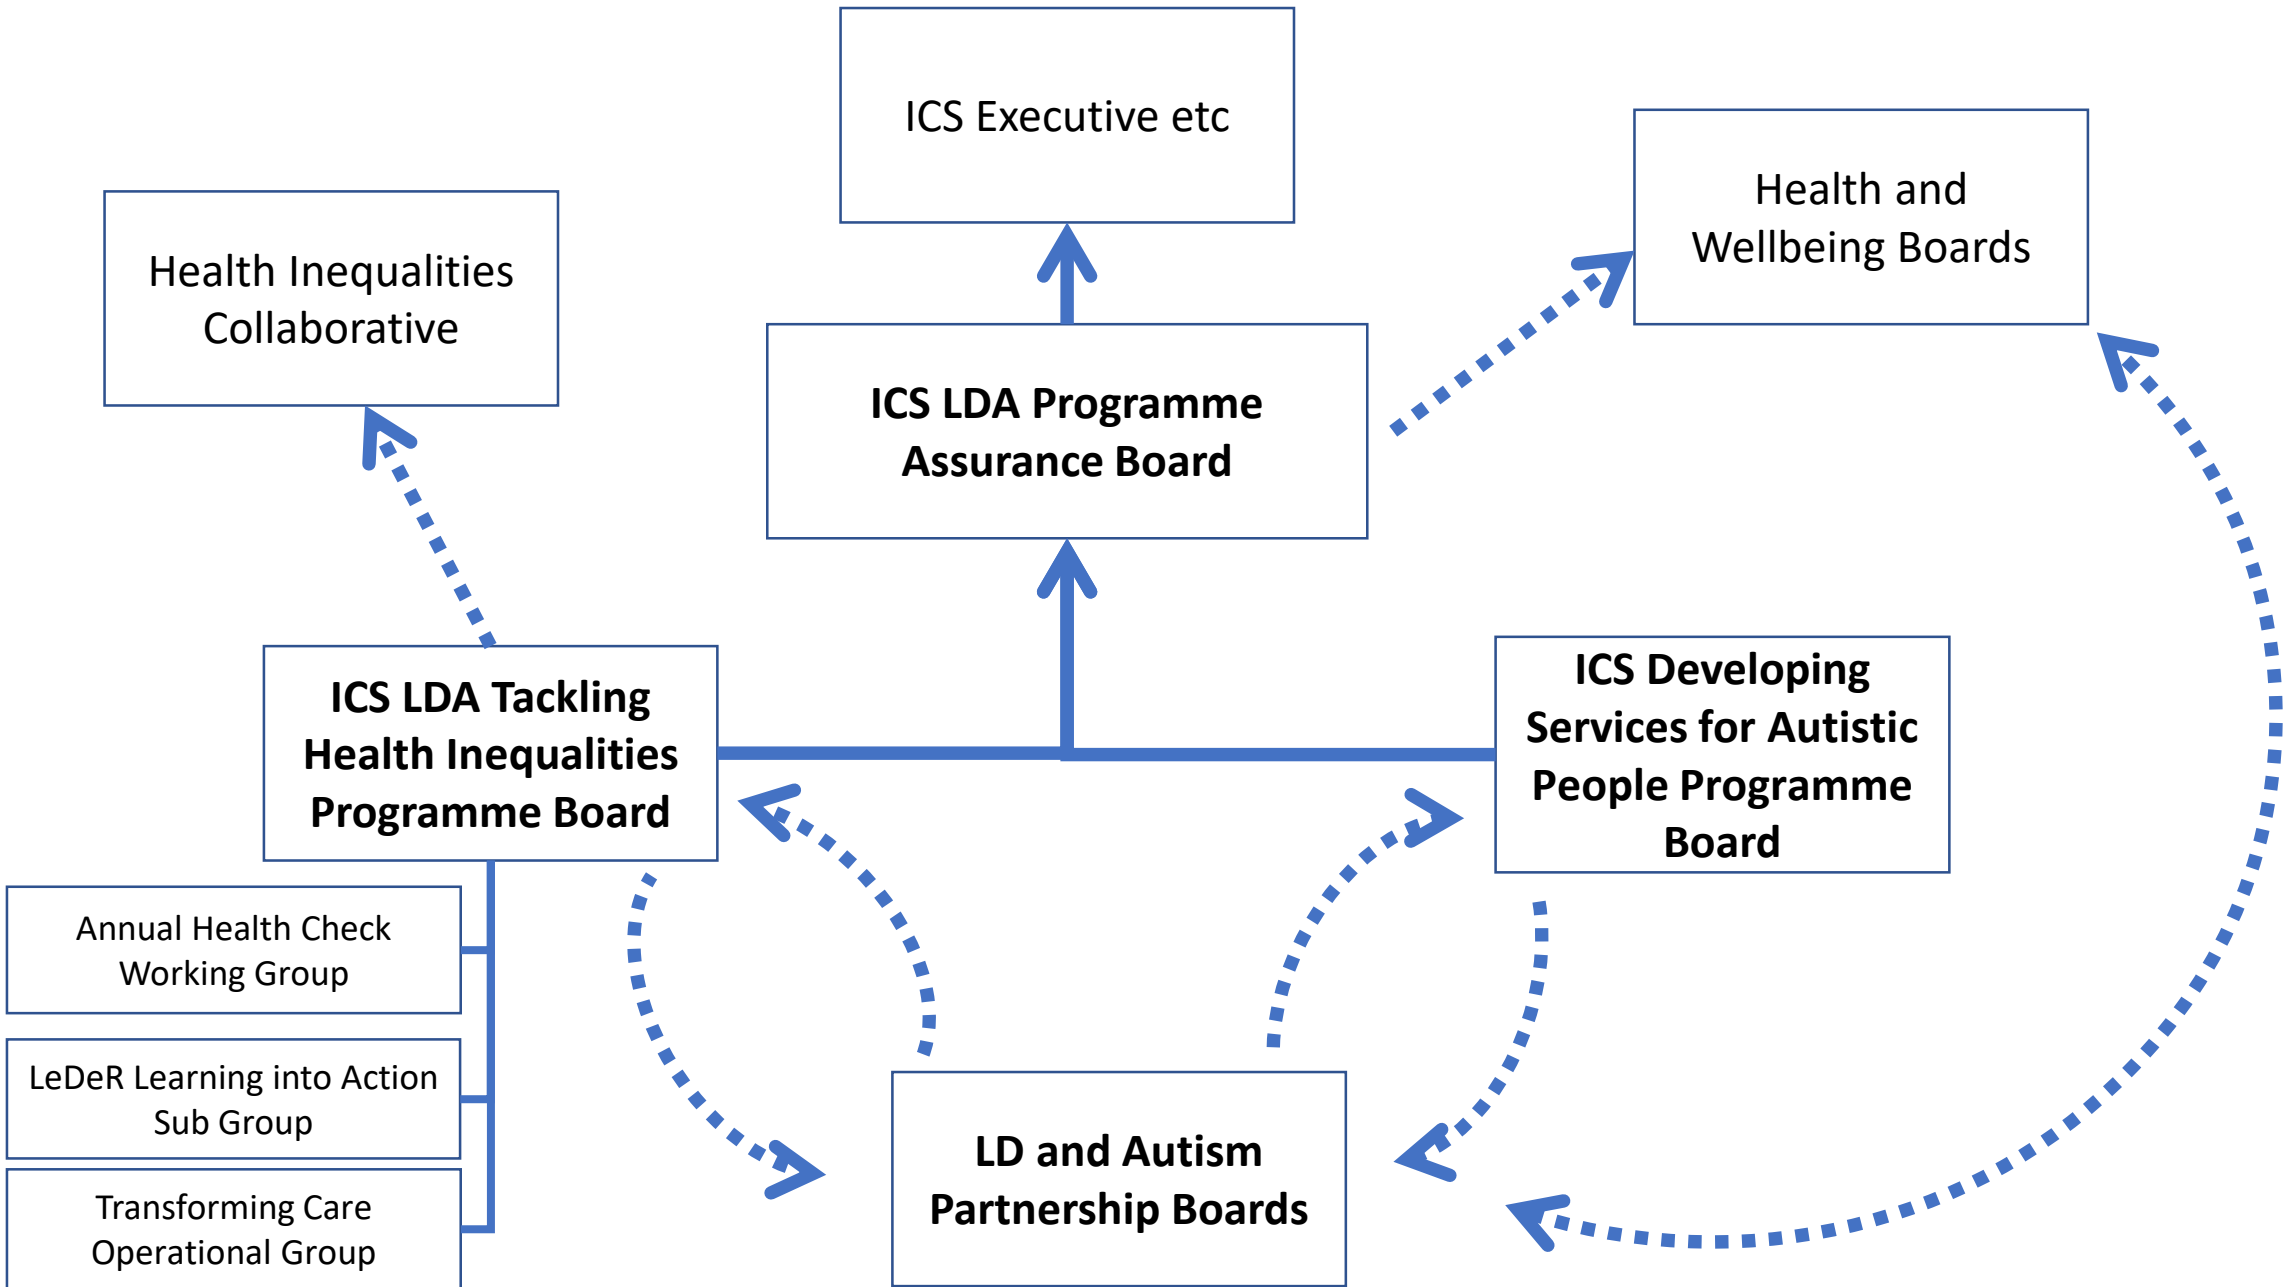 ICS Executive etc
Health and
Wellbeing Boards
Health Inequalities
Collaborative
ICS LDA Programme
Assurance Board
ICS LDA Tackling
Health Inequalities
Programme Board
ICS Developing
Services for Autistic
People Programme
Board
Annual Health Check
Working Group
LeDeR Learning into Action
Sub Group
Transforming Care
Operational Group
LD and Autism
Partnership Boards